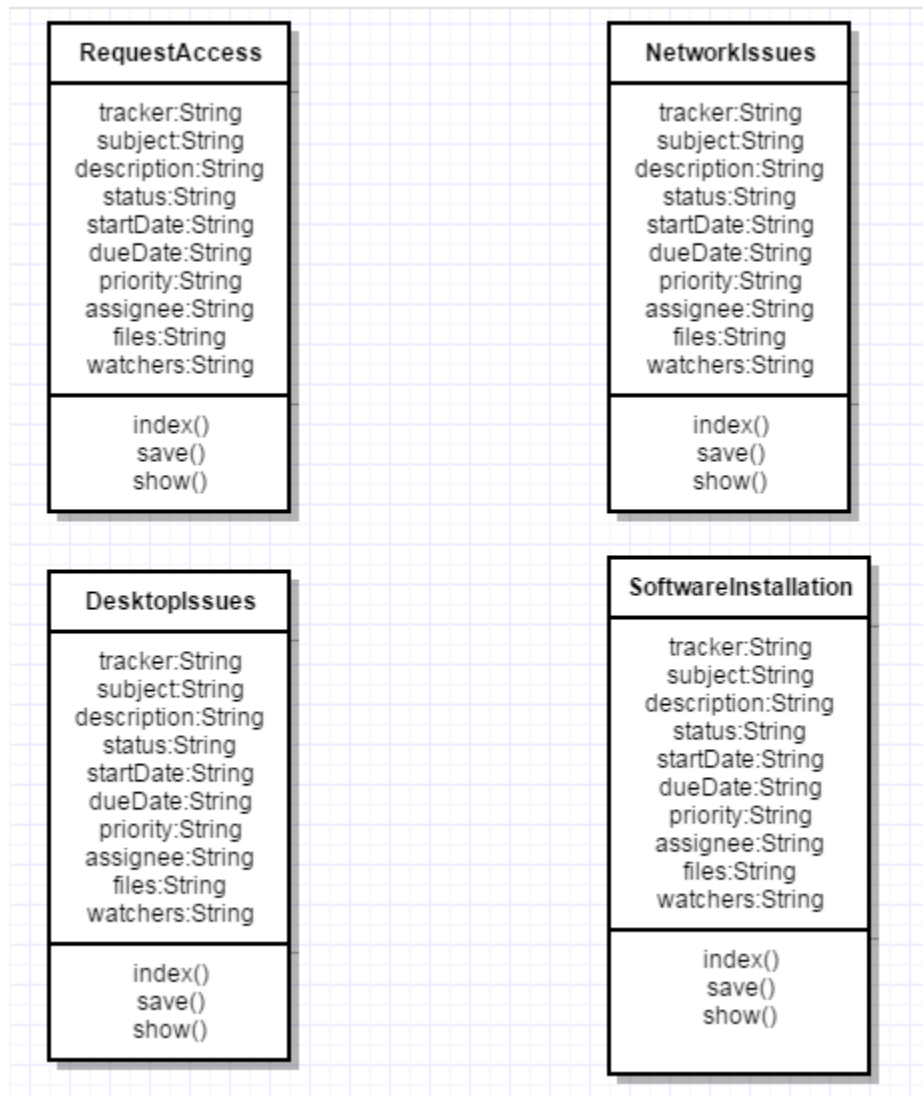 RequestAccess
tracker:String
subject:String
description:String
status:String
startDate:String
dueDate:String
priority:String
assignee:String
files:String
watchers:String
index()
save()
show()
NetworkIssues
tracker:String
subject:String
description:String
status:String
startDate:String
dueDate:String
priority:String
assignee:String
files:String
watchers:String
index()
save()
show()
DesktopIssues
tracker:String
subject:String
description:String
status:String
startDate:String
dueDate:String
priority:String
assignee:String
files:String
watchers:String
index()
save()
show()
SoftwareInstallation
tracker:String
subject:String
description:String
status:String
startDate:String
dueDate:String
priority:String
assignee:String
files:String
watchers:String
index()
save()
show()